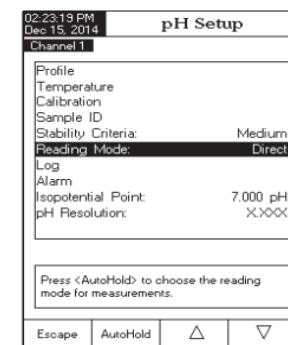 02:23:19 PM
Dec 15, 2014
pH Setup
Channel 1
Profile
Temperature
Calibration
Sample ID
Stability Criteria: Medium
Reading Mode: Direct
Log
Alarm
Isopotential Point: 7.000 pH
pH Resolution: X.XXX
Press <AutoHold> to choose the reading
mode for measurements.
Escape AutoHold △ ▽